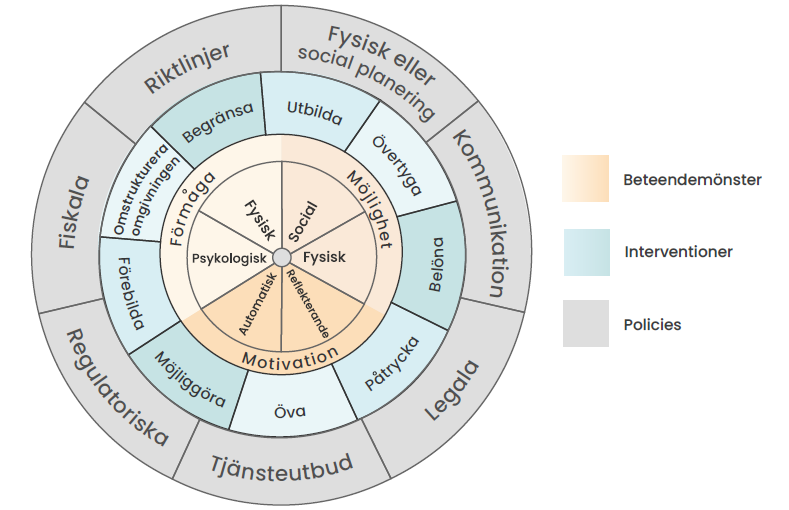 Riktlinjer
Fysisk eller
social planering
Kommunikation
Legala
Tjänsteutbud
Regulatoriska
Fiskala
Begränsa
Utbilda
Övertyga
Belöna
Påtrycka
Öva
Möjliggöra
Förebilda
Omstrukturera
omgivningen
Förmåga
Möjlighet
Motivation
Fysisk
Social
Psykologisk
Fysisk
Automatisk
Reflekterande
Beteendemönster
Interventioner
Policies